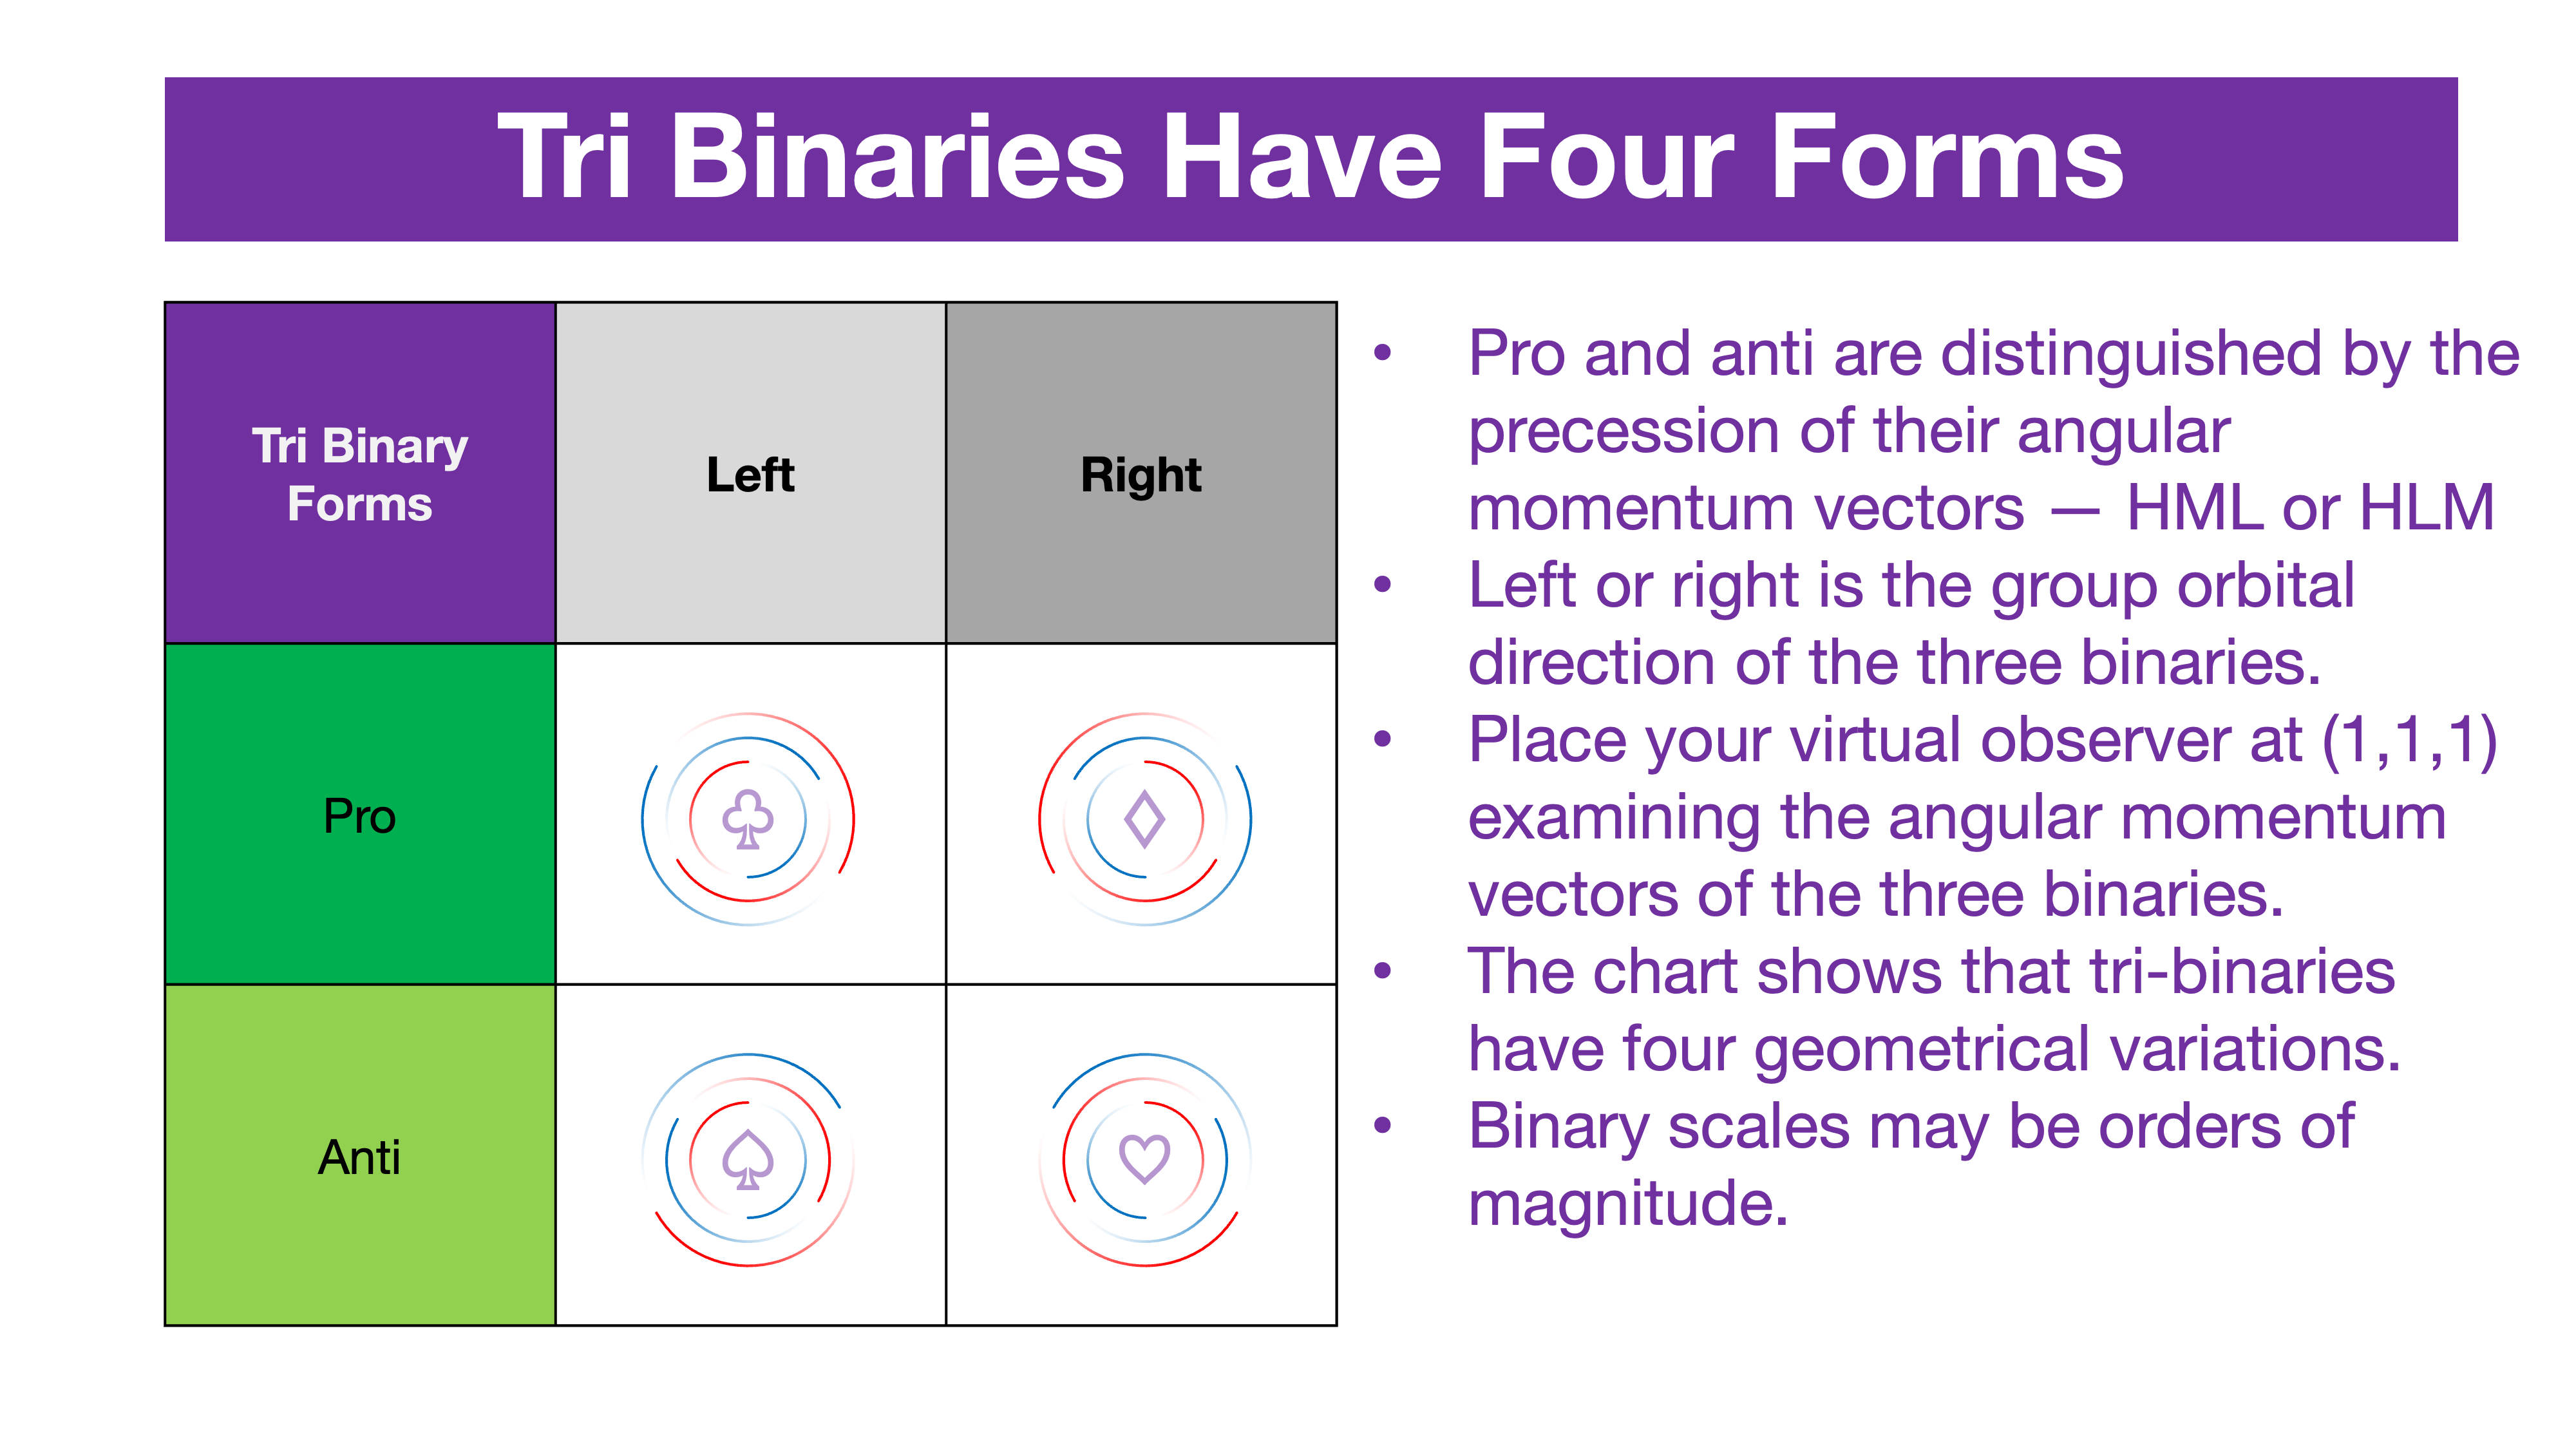 Tri Binaries Have Four Forms
Tri Binary
Forms
Left
Right
Pro
Anti
• Pro and anti are distinguished by the
precession of their angular
momentum vectors — HML or HLM
• Left or right is the group orbital
direction of the three binaries.
• Place your virtual observer at (1,1,1)
examining the angular momentum
vectors of the three binaries.
• The chart shows that tri-binaries
have four geometrical variations.
• Binary scales may be orders of
magnitude.